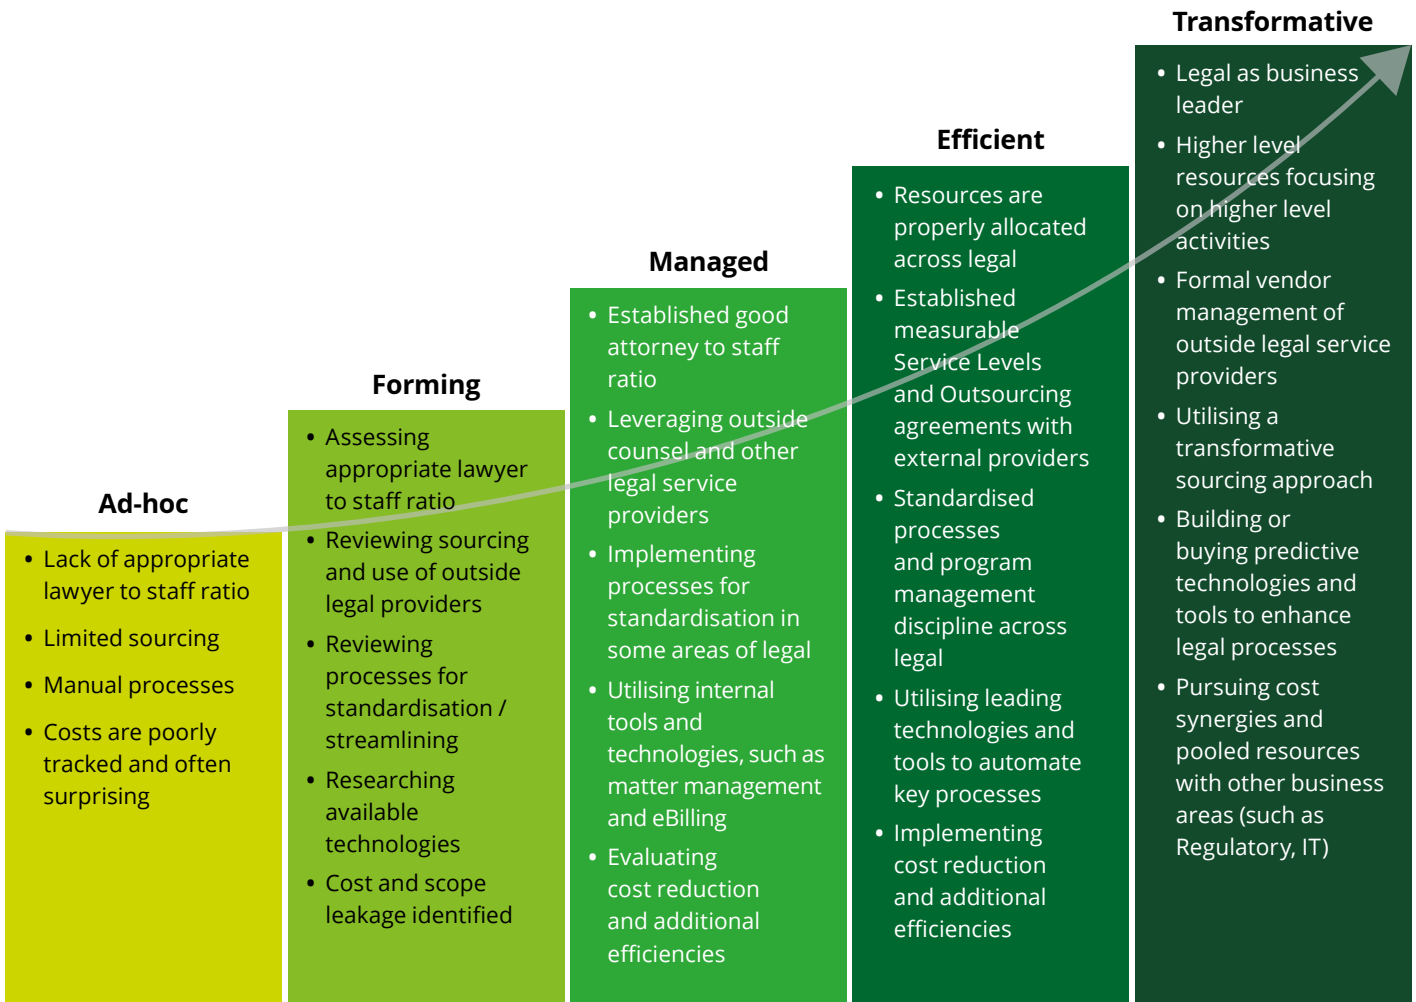 Ad-hoc
• Lack of appropriate
lawyer to staff ratio
• Limited sourcing
• Manual processes
• Costs are poorly
tracked and often
surprising
Forming
• Assessing
appropriate lawyer
to staff ratio
• Reviewing sourcing
and use of outside
legal providers
• Reviewing
processes for
standardisation /
streamlining
• Researching
available
technologies
• Cost and scope
leakage identified
Managed
• Established good
attorney to staff
ratio
• Leveraging outside
counsel and other
legal service
providers
• Implementing
processes for
standardisation in
some areas of legal
• Utilising internal
tools and
technologies, such as
matter management
and eBilling
• Evaluating
cost reduction
and additional
efficiencies
Efficient
• Resources are
properly allocated
across legal
• Established
measurable
Service Levels
and Outsourcing
agreements with
external providers
• Standardised
processes
and program
management
discipline across
legal
• Utilising leading
technologies and
tools to automate
key processes
• Implementing
cost reduction
and additional
efficiencies
Transformative
• Legal as business
leader
• Higher level
resources focusing
on higher level
activities
• Formal vendor
management of
outside legal service
providers
• Utilising a
transformative
sourcing approach
• Building or
buying predictive
technologies and
tools to enhance
legal processes
• Pursuing cost
synergies and
pooled resources
with other business
areas (such as
Regulatory, IT)